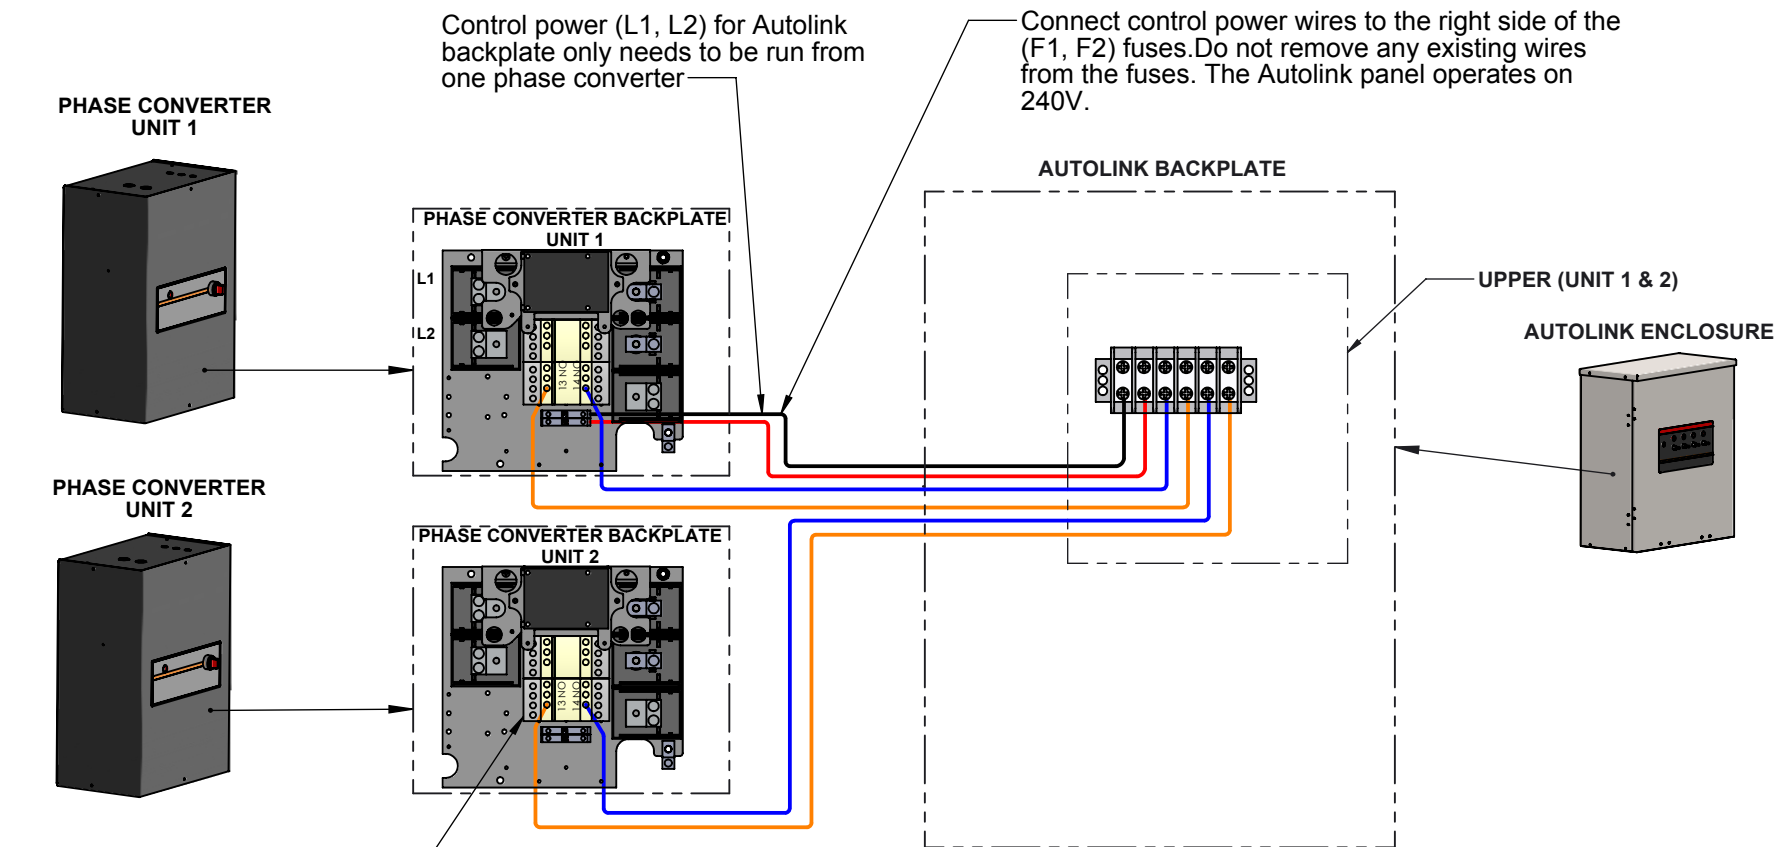 Control power (L1, L2) for Autolink
backplate only needs to be run from
one phase converter
Connect control power wires to the right side of the
(F1, F2) fuses.Do not remove any existing wires
from the fuses. The Autolink panel operates on
240V.
PHASE CONVERTER
UNIT 1
AUTOLINK BACKPLATE
PHASE CONVERTER BACKPLATE
UNIT 1
L1
L2
13 NO
14 NO
UPPER (UNIT 1 & 2)
AUTOLINK ENCLOSURE
PHASE CONVERTER
UNIT 2
PHASE CONVERTER BACKPLATE
UNIT 2
13 NO
14 NO